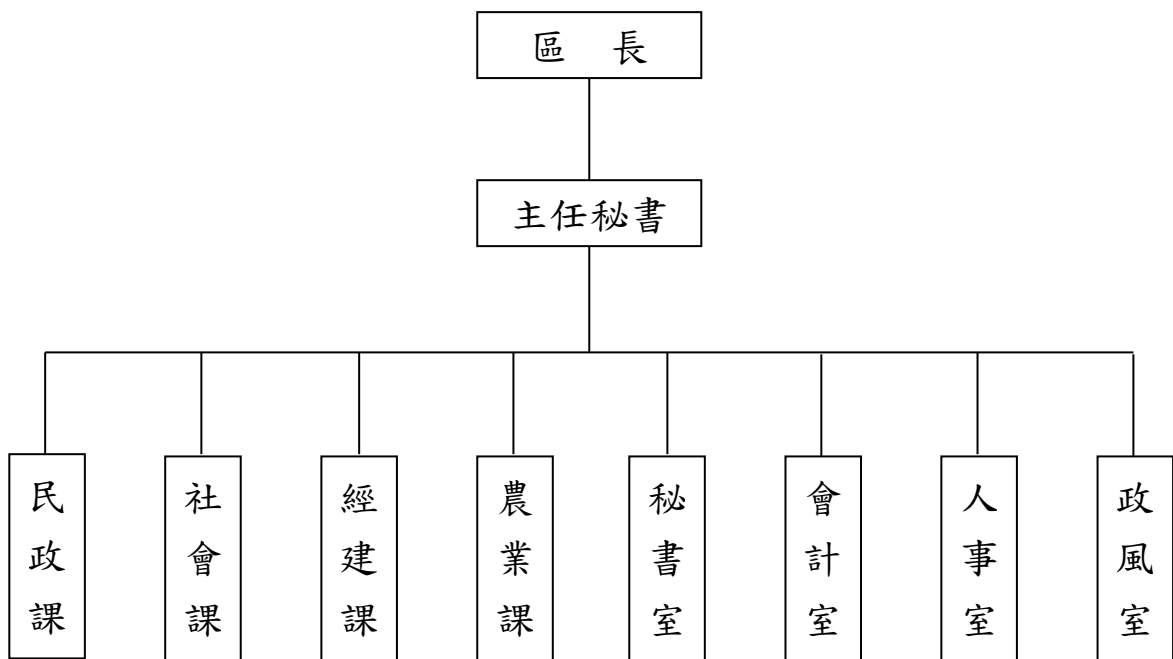 區 長
主任秘書
民政課
社會課
經建課
農業課
秘書室
會計室
人事室
政風室